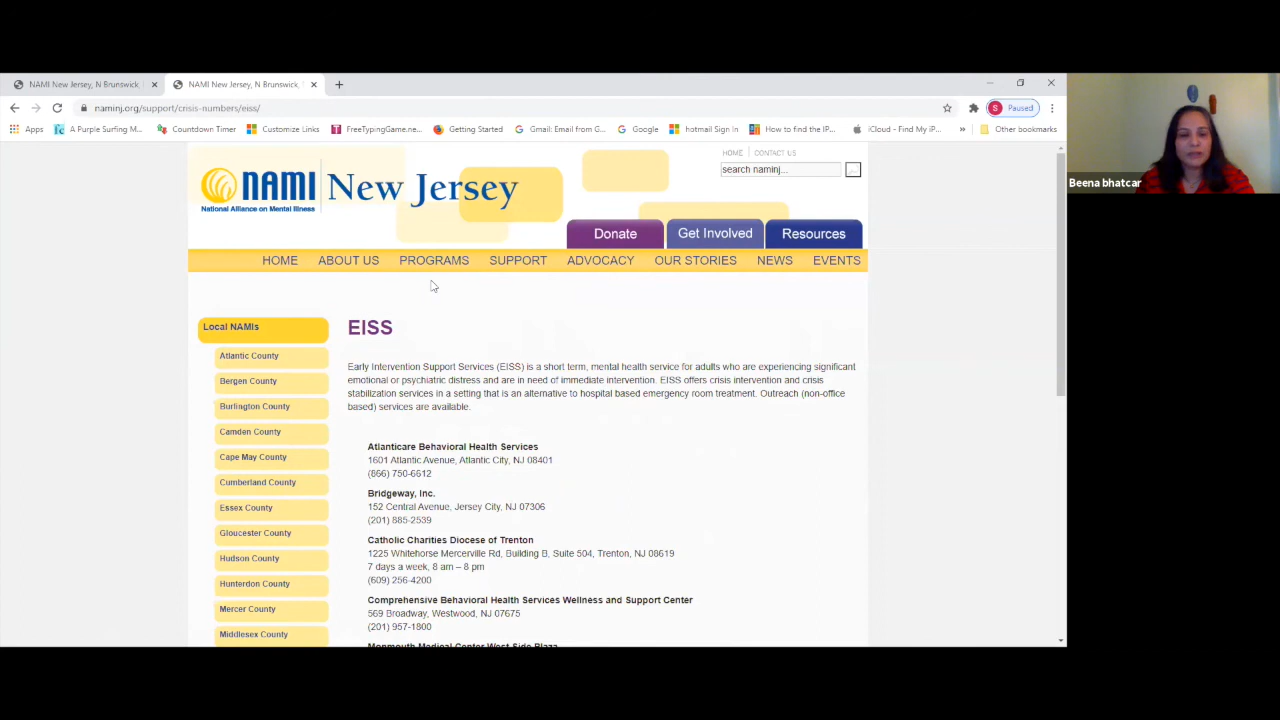 NAMI New Jersey, N Brunswick,
NAMI New Jersey, N Brunswick,
naminj.org/support/crisis-numbers/eiss/
S Paused
Apps
A Purple Surfing M...
Countdown Timer
Customize Links
FreeTypingGame.ne...
Getting Started
Gmail: Email from G...
Google
hotmail Sign In
How to find the IP...
iCloud - Find My iP...
Other bookmarks
Beena bhatcar
HOME CONTACT US
search naminj...
NAMI New Jersey
National Alliance on Mental Illness
Donate Get Involved Resources
HOME ABOUT US PROGRAMS SUPPORT ADVOCACY OUR STORIES NEWS EVENTS
Local NAMIs
Atlantic County
Bergen County
Burlington County
Camden County
Cape May County
Cumberland County
Essex County
Gloucester County
Hudson County
Hunterdon County
Mercer County
Middlesex County
EISS
Early Intervention Support Services (EISS) is a short term, mental health service for adults who are experiencing significant
emotional or psychiatric distress and are in need of immediate intervention. EISS offers crisis intervention and crisis
stabilization services in a setting that is an alternative to hospital based emergency room treatment. Outreach (non-office
based) services are available.
Atlanticare Behavioral Health Services
1601 Atlantic Avenue, Atlantic City, NJ 08401
(866) 750-6612
Bridgeway, Inc.
152 Central Avenue, Jersey City, NJ 07306
(201) 885-2539
Catholic Charities Diocese of Trenton
1225 Whitehorse Mercerville Rd, Building B, Suite 504, Trenton, NJ 08619
7 days a week, 8 am – 8 pm
(609) 256-4200
Comprehensive Behavioral Health Services Wellness and Support Center
569 Broadway, Westwood, NJ 07675
(201) 957-1800
Monmouth Medical Center West Side Plaza